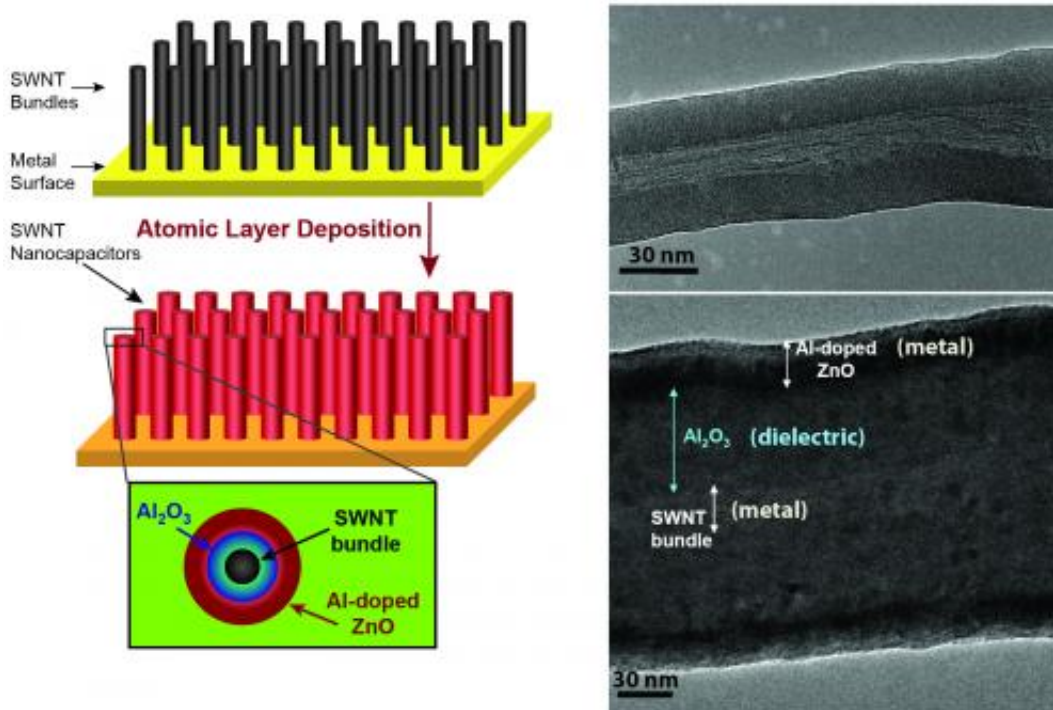 SWNT
Bundles
Metal
Surface
SWNT
Nanocapacitors
Atomic Layer Deposition
Al₂O₃
SWNT
bundle
Al-doped
ZnO
30 nm
Al-doped (metal)
ZnO
Al₂O₃ (dielectric)
SWNT (metal)
bundle
30 nm